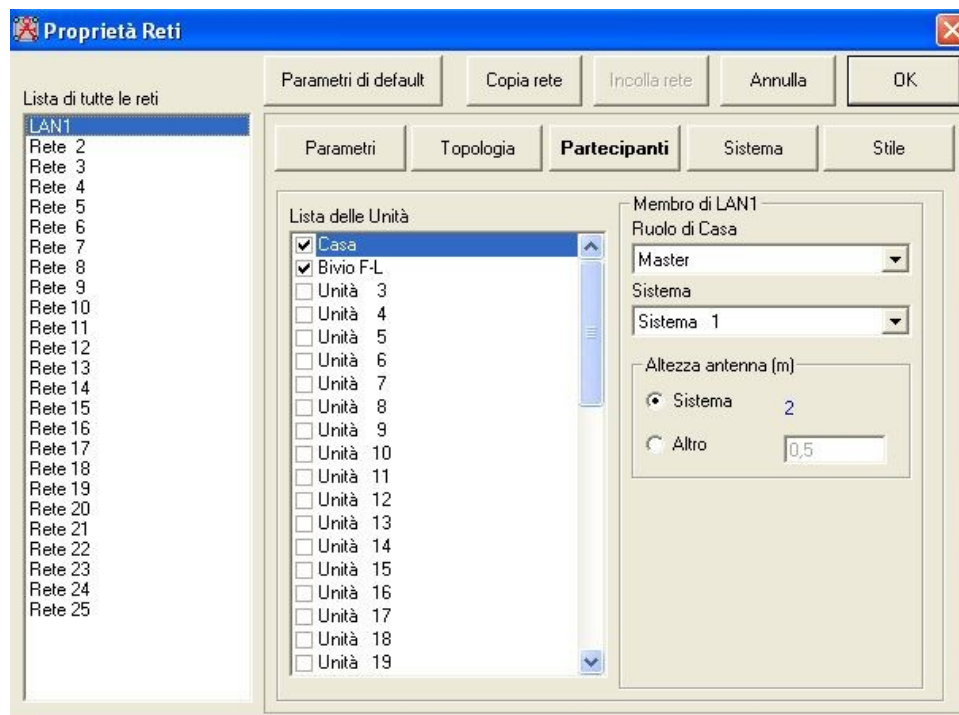 Proprietà Reti
Parametri di default
Copia rete
Incolla rete
Annulla
OK
Lista di tutte le reti
LAN1
Rete 2
Rete 3
Rete 4
Rete 5
Rete 6
Rete 7
Rete 8
Rete 9
Rete 10
Rete 11
Rete 12
Rete 13
Rete 14
Rete 15
Rete 16
Rete 17
Rete 18
Rete 19
Rete 20
Rete 21
Rete 22
Rete 23
Rete 24
Rete 25
Parametri
Topologia
Partecipanti
Sistema
Stile
Lista delle Unità
Casa
Bivio F-L
Unità 3
Unità 4
Unità 5
Unità 6
Unità 7
Unità 8
Unità 9
Unità 10
Unità 11
Unità 12
Unità 13
Unità 14
Unità 15
Unità 16
Unità 17
Unità 18
Unità 19
Membro di LAN1
Ruolo di Casa
Master
Sistema
Sistema 1
Altezza antenna (m)
Sistema 2
Altro 0,5